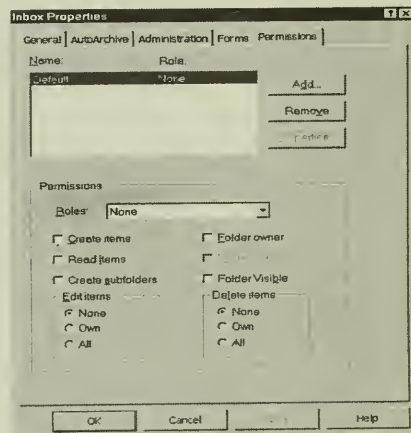 Inbox Properties
General AutoArchive Administration Forms Permissions
Name: Role:
Default None
Add...
Remove
Permissions
Roles: None
Create items Folder owner
Read items
Create subfolders Folder Visible
Edit items Delete items
None None
Own Own
All All
OK Cancel Help